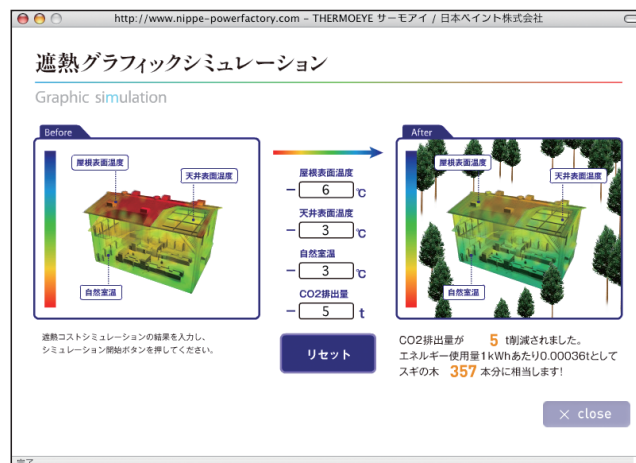 http://www.nippe-powerfactory.com – THERMOEYE サーモアイ / 日本ペイント株式会社
遮熱グラフィックシミュレーション
Graphic simulation
Before
屋根表面温度
天井表面温度
自然室温
遮熱コストシミュレーションの結果を入力し、
シミュレーション開始ボタンを押してください。
屋根表面温度
− 6 ℃
天井表面温度
− 3 ℃
自然室温
− 3 ℃
CO2排出量
− 5 t
リセット
After
屋根表面温度
天井表面温度
自然室温
CO2排出量が 5 t削減されました。
エネルギー使用量1kWhあたり0.00036tとして
スギの木 357 本分に相当します!
× close
完了